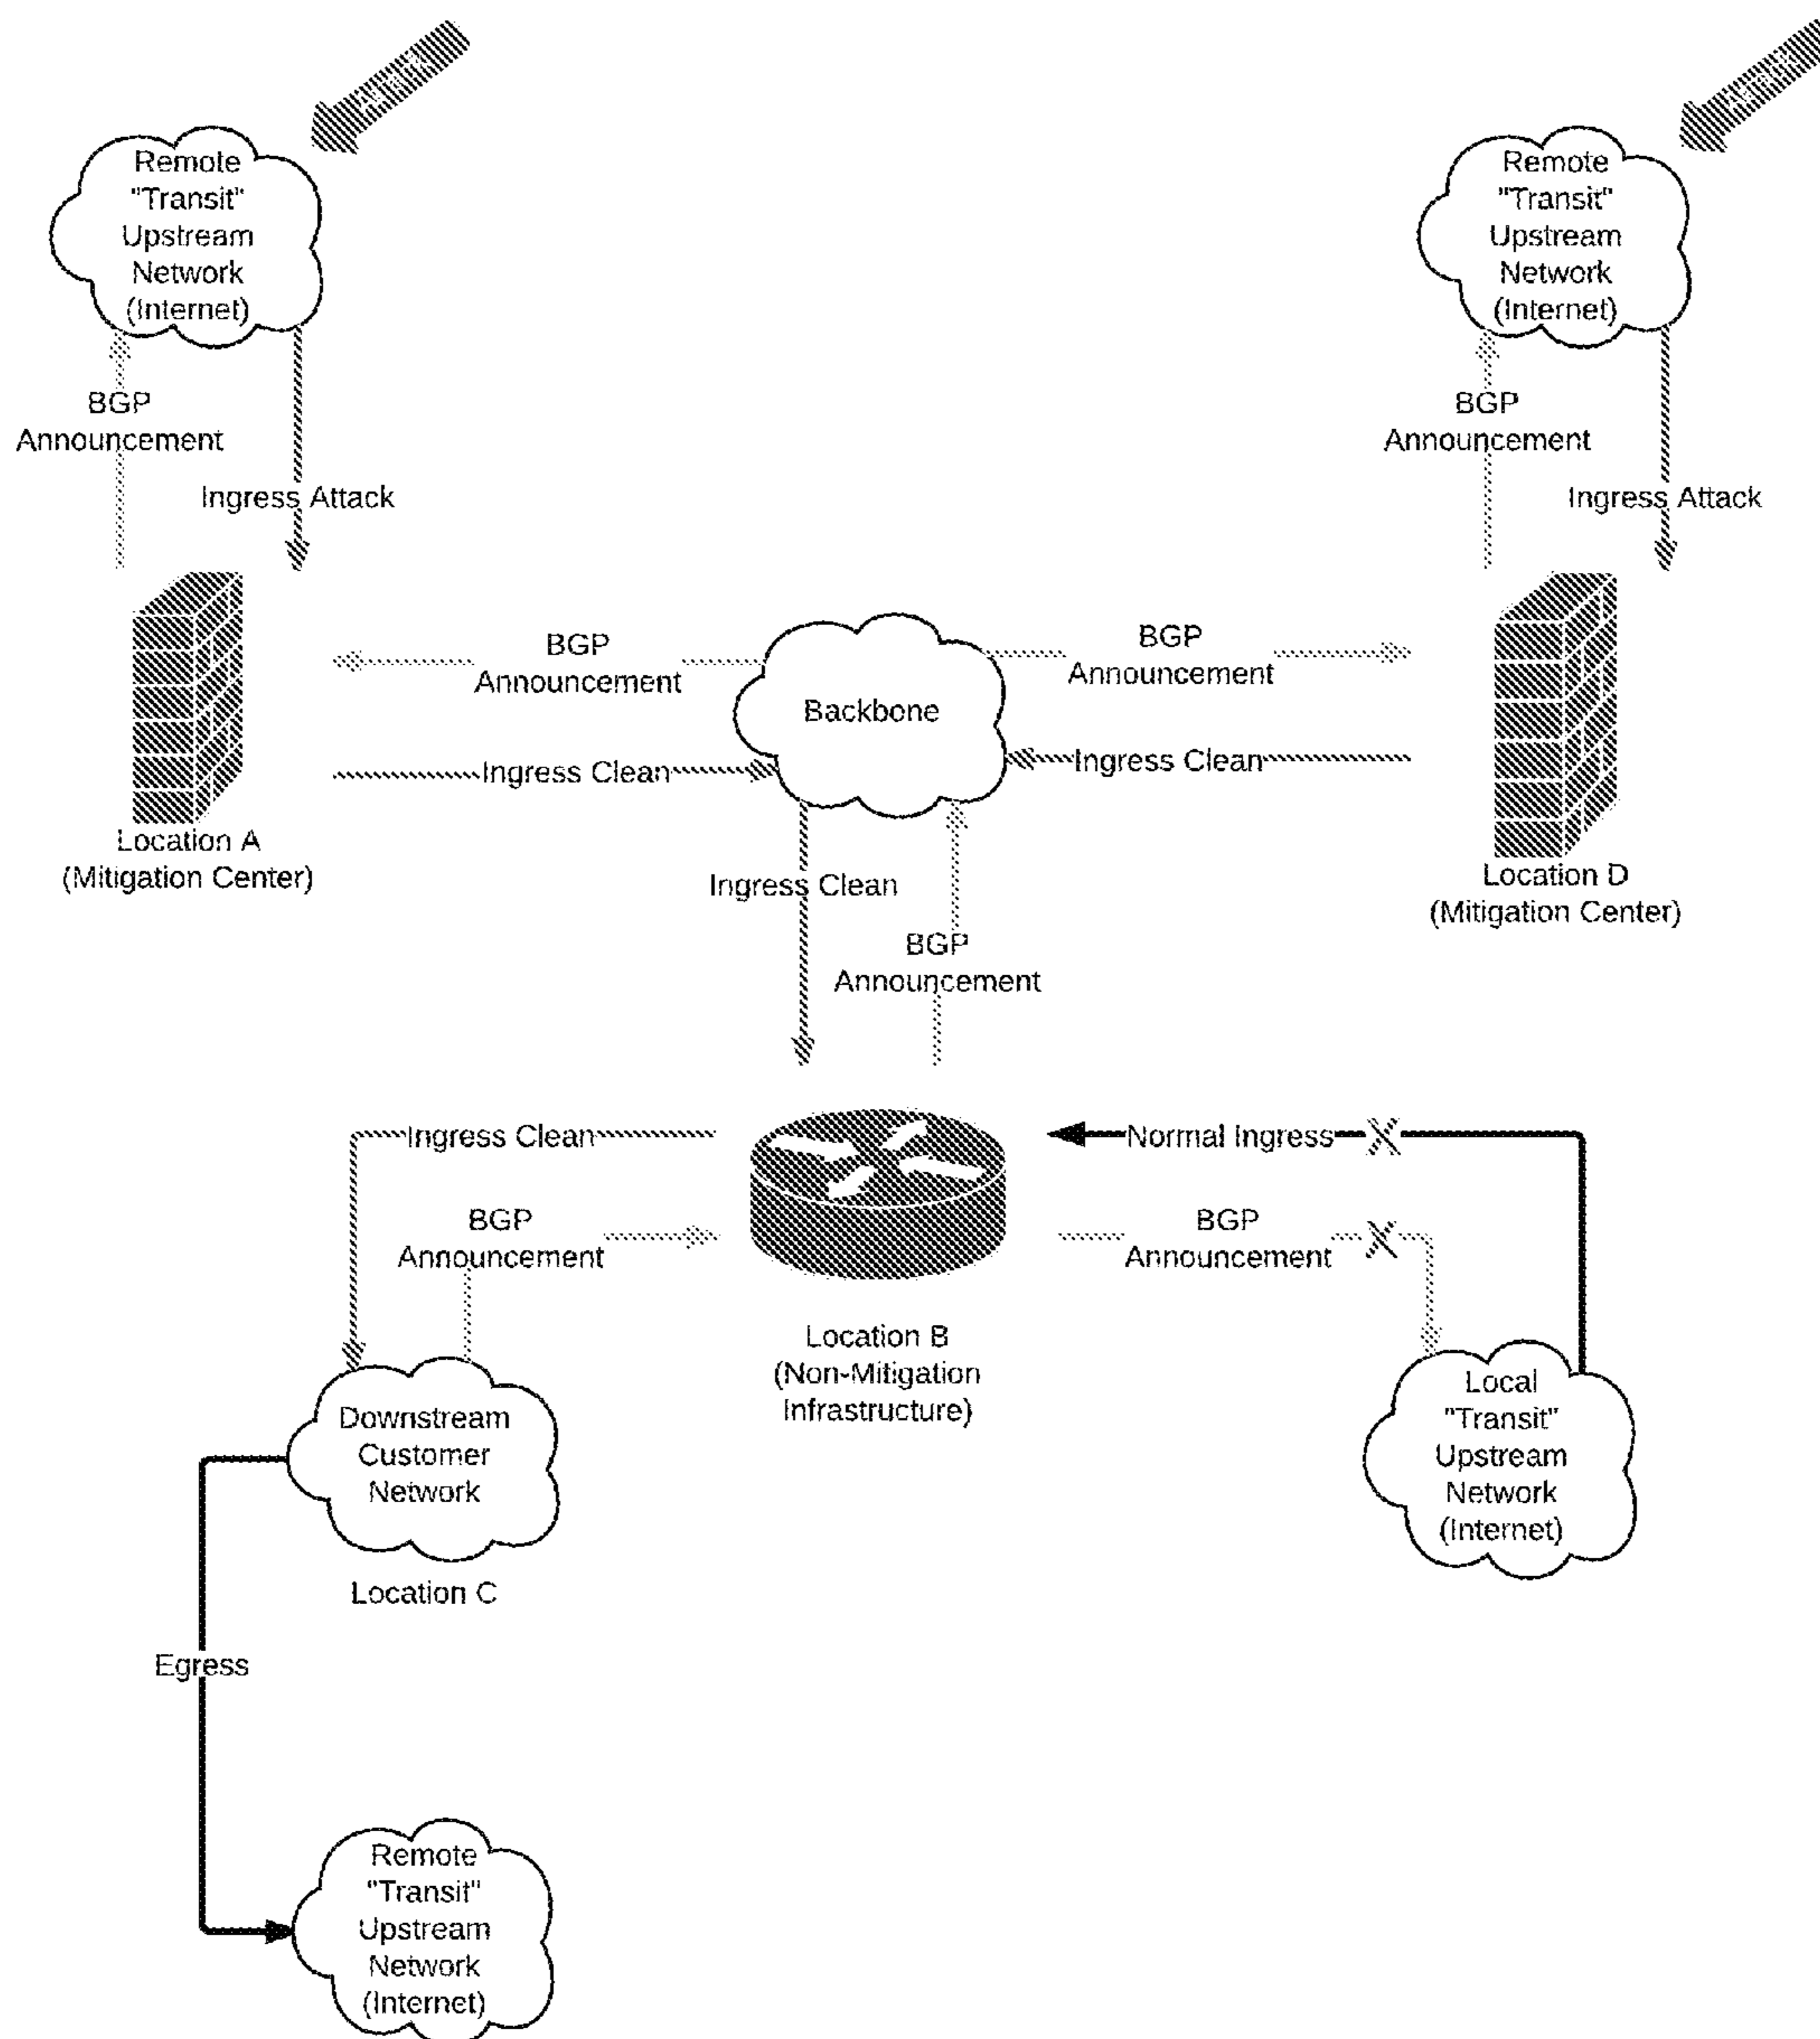 Remote
"Transit"
Upstream
Network
(Internet)
Remote
"Transit"
Upstream
Network
(Internet)
BGP
Announcement
Ingress Attack
BGP
Announcement
Ingress Attack
BGP
Announcement
Backbone
BGP
Announcement
Ingress Clean
Ingress Clean
Location A
(Mitigation Center)
Location D
(Mitigation Center)
Ingress Clean
BGP
Announcement
Ingress Clean
Normal Ingress
X
BGP
Announcement
BGP
Announcement
X
Location B
(Non-Mitigation
Infrastructure)
Downstream
Customer
Network
Location C
Local
"Transit"
Upstream
Network
(Internet)
Egress
Remote
"Transit"
Upstream
Network
(Internet)